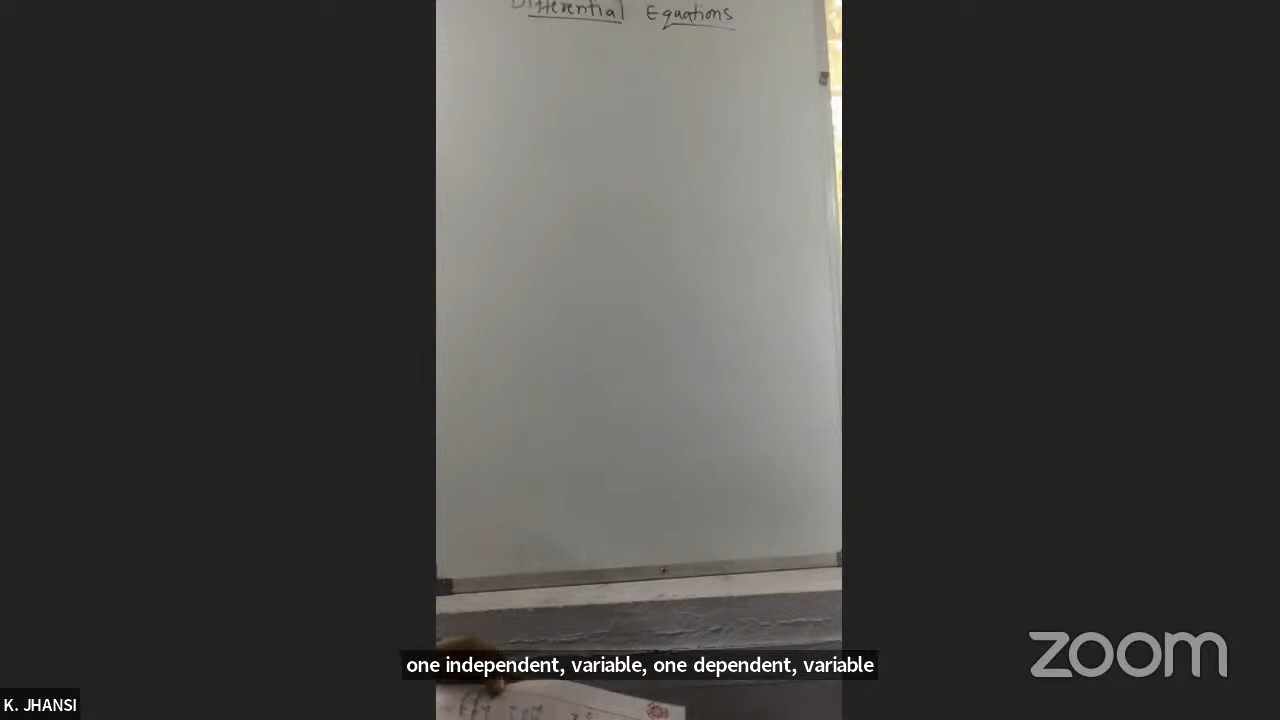 Differential Equations
one independent, variable, one dependent, variable
zoom
K. JHANSI